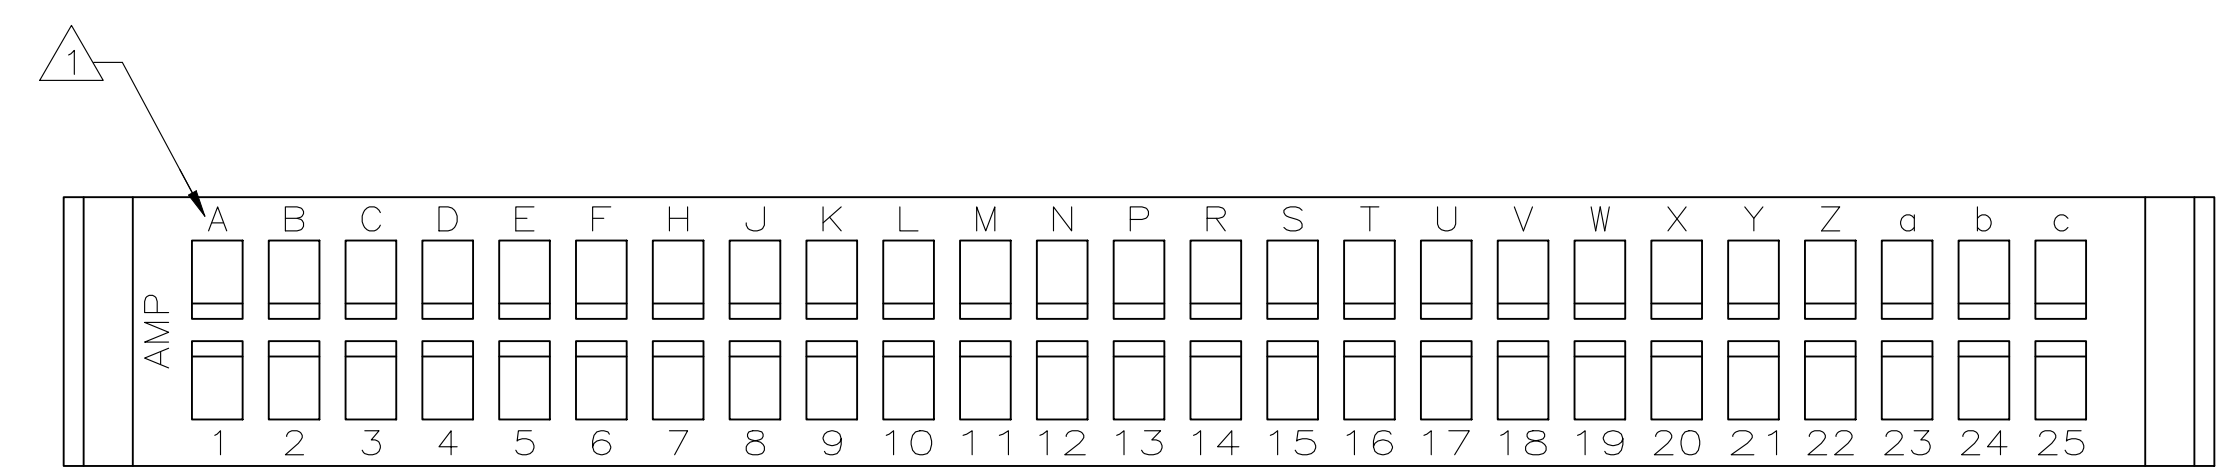 1
A B C D E F H J K L M N P R S T U V W X Y Z a b c
AMP
1 2 3 4 5 6 7 8 9 10 11 12 13 14 15 16 17 18 19 20 21 22 23 24 25